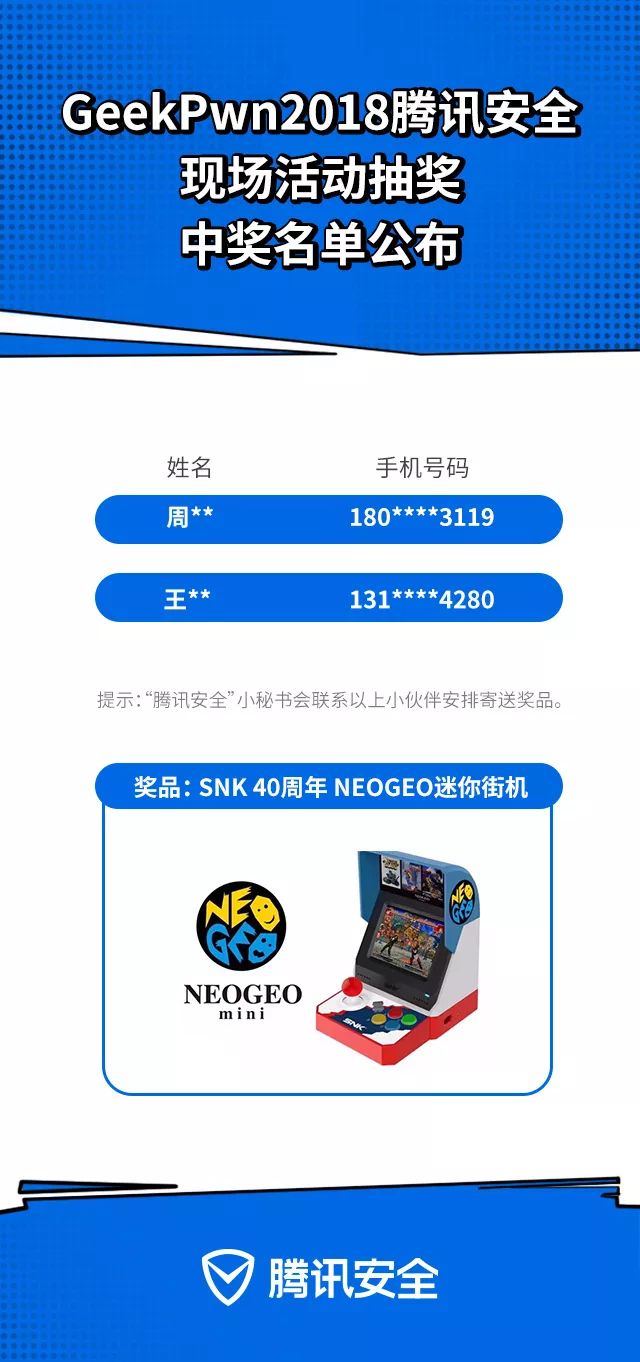 GeekPwn2018腾讯安全
现场活动抽奖
中奖名单公布
姓名 手机号码
周** 180****3119
王** 131****4280
提示：“腾讯安全”小秘书会联系以上小伙伴安排寄送奖品。
奖品：SNK 40周年 NEOGEO迷你街机
NEO
GEO
NEOGEO
mini
NEO
GEO
SNK
腾讯安全